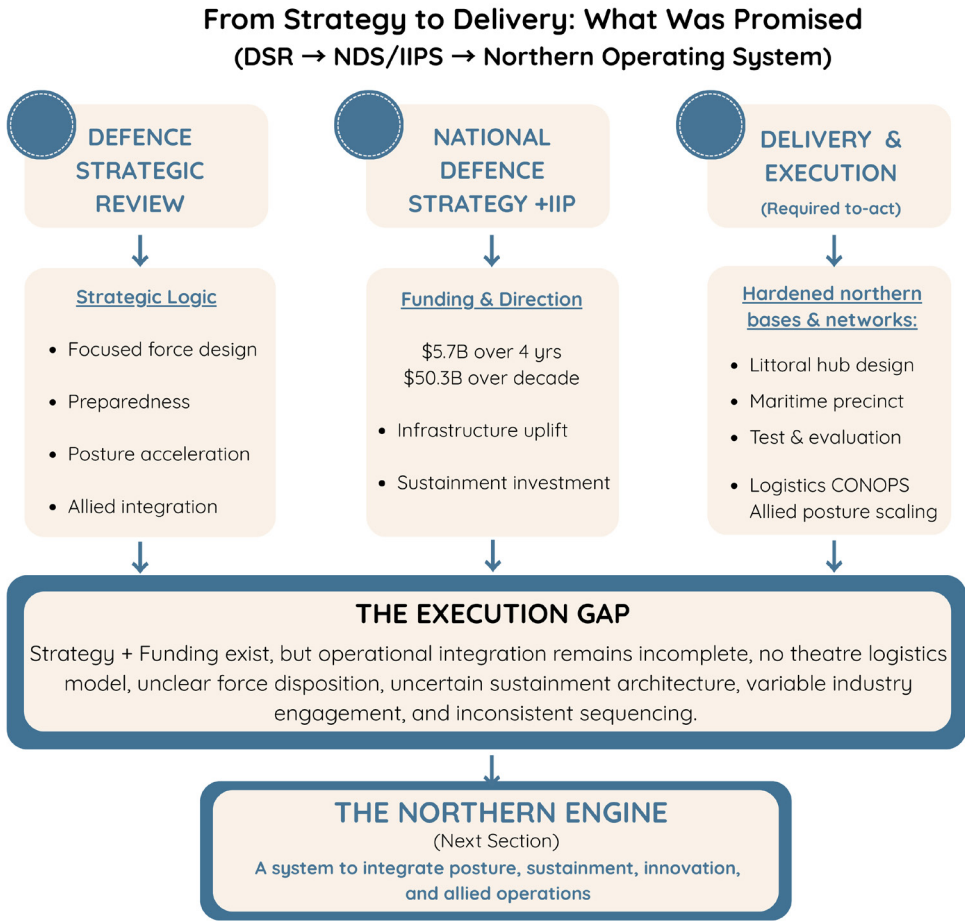 From Strategy to Delivery: What Was Promised
(DSR → NDS/IIPS → Northern Operating System)
DEFENCE
STRATEGIC
REVIEW
Strategic Logic
• Focused force design
• Preparedness
• Posture acceleration
• Allied integration
NATIONAL
DEFENCE
STRATEGY +IIP
Funding & Direction
$5.7B over 4 yrs
$50.3B over decade
• Infrastructure uplift
• Sustainment investment
DELIVERY & 
EXECUTION
(Required to-act)
Hardened northern
bases & networks:
• Littoral hub design
• Maritime precinct
• Test & evaluation
• Logistics CONOPS
Allied posture scaling
THE EXECUTION GAP
Strategy + Funding exist, but operational integration remains incomplete, no theatre logistics
model, unclear force disposition, uncertain sustainment architecture, variable industry
engagement, and inconsistent sequencing.
THE NORTHERN ENGINE
(Next Section)
A system to integrate posture, sustainment, innovation,
and allied operations